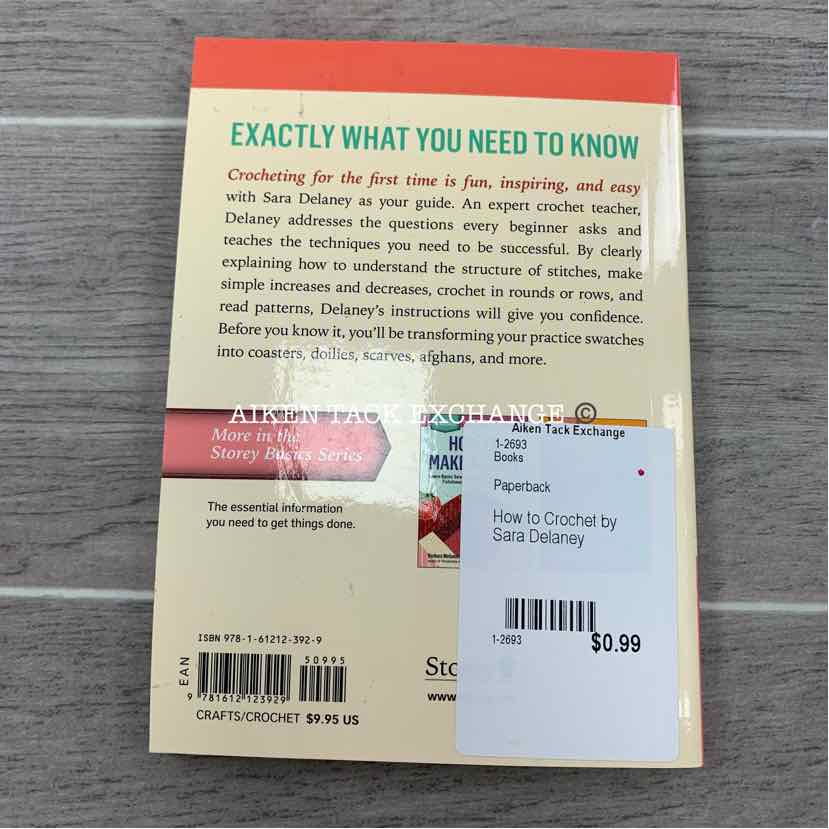 EXACTLY WHAT YOU NEED TO KNOW
Crocheting for the first time is fun, inspiring, and easy
with Sara Delaney as your guide. An expert crochet teacher,
Delaney addresses the questions every beginner asks and
teaches the techniques you need to be successful. By clearly
explaining how to understand the structure of stitches, make
simple increases and decreases, crochet in rounds or rows, and
read patterns, Delaney's instructions will give you confidence.
Before you know it, you'll be transforming your practice swatches
into coasters, doilies, scarves, afghans, and more.
AIKEN TACK EXCHANGE ©
More in the
Storey Basics Series
The essential information
you need to get things done.
HO
MAKE
Aiken Tack Exchange
1-2693
Books
Paperback
How to Crochet by
Sara Delaney
1-2693
$0.99
ISBN 978-1-61212-392-9
50995
EAN
9 781612 123929
CRAFTS/CROCHET $9.95 US
Sto
www.